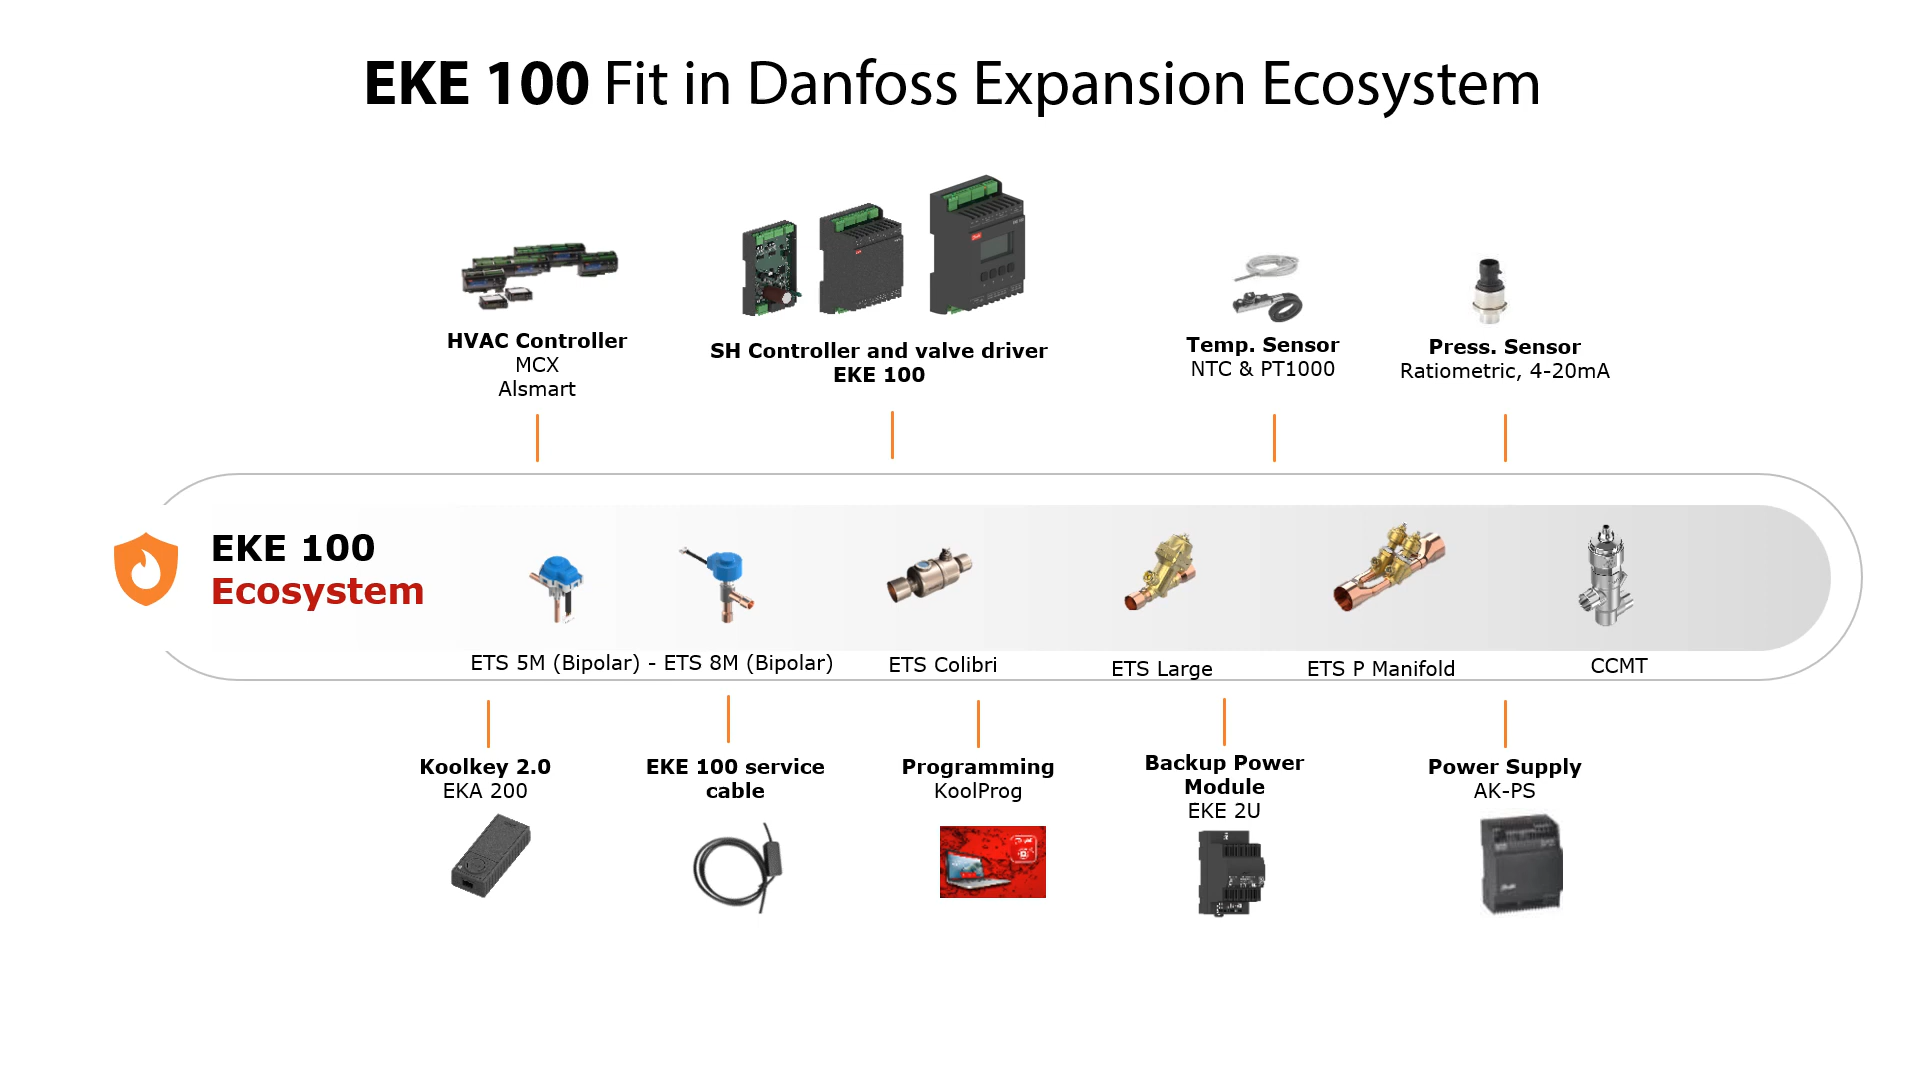 EKE 100 Fit in Danfoss Expansion Ecosystem
HVAC Controller
MCX
Alsmart
SH Controller and valve driver
EKE 100
Temp. Sensor
NTC & PT1000
Press. Sensor
Ratiometric, 4-20mA
EKE 100
Ecosystem
ETS 5M (Bipolar) - ETS 8M (Bipolar)
ETS Colibri
ETS Large
ETS P Manifold
CCMT
Koolkey 2.0
EKA 200
EKE 100 service
cable
Programming
KoolProg
Backup Power
Module
EKE 2U
Power Supply
AK-PS